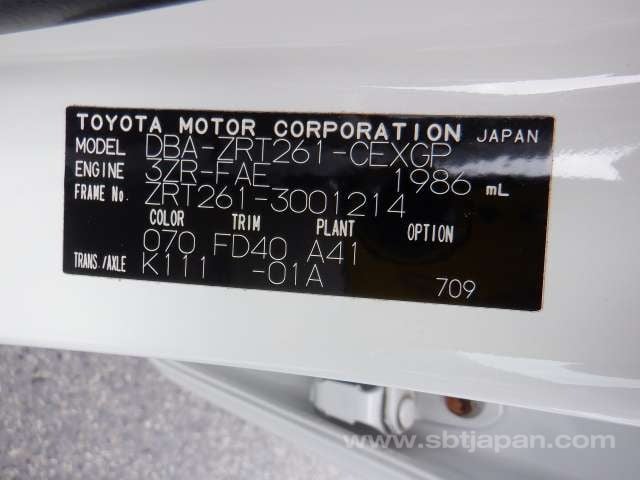 TOYOTA MOTOR CORPORATION JAPAN
MODEL DBA-ZRT261-CEXGP
ENGINE 3ZR-FAE 1986 mL
FRAME No. ZRT261-3001214
COLOR TRIM PLANT OPTION
070 FD40 A41
TRANS./AXLE K111 -01A
709
www.sbtjapan.com